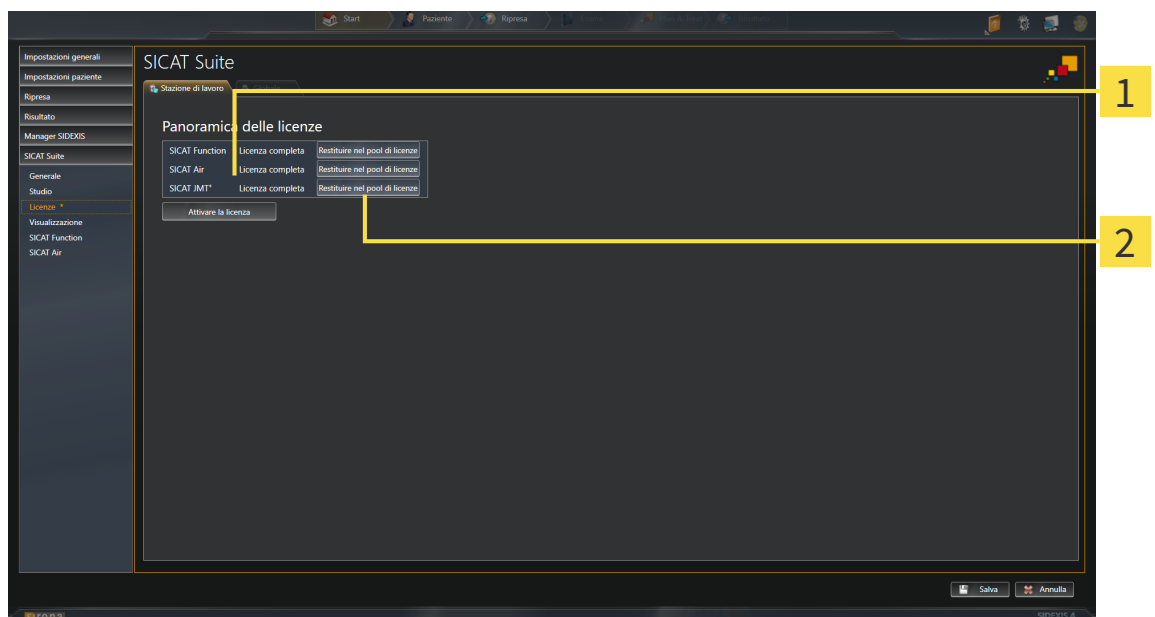 Start
Paziente
Ripresa
Impostazioni generali
Impostazioni paziente
Ripresa
Risultato
Manager SIDEXIS
SICAT Suite
Generale
Studio
Licenze *
Visualizzazione
SICAT Function
SICAT Air
SICAT Suite
Stazione di lavoro
Panoramica delle licenze
SICAT Function Licenza completa Restituire nel pool di licenze
SICAT Air Licenza completa Restituire nel pool di licenze
SICAT JMT⁺ Licenza completa Restituire nel pool di licenze
Attivare la licenza
1
2
Salva
Annulla
SIDEXIS 4